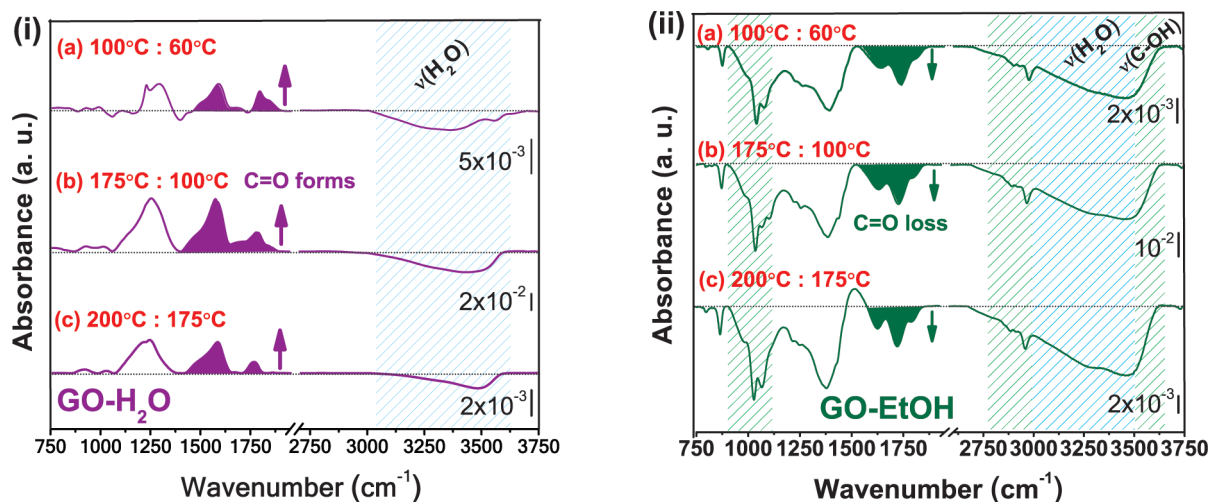 (i)
(a) 100°C : 60°C
ν(H₂O)
5x10⁻³
(b) 175°C : 100°C C=O forms
2x10⁻²
(c) 200°C : 175°C
GO-H₂O
2x10⁻³
750 1000 1250 1500 1750 2700 3000 3250 3500 3750
Wavenumber (cm⁻¹)
Absorbance (a. u.)
(ii)
(a) 100°C : 60°C
ν(H₂O)
ν(C-OH)
2x10⁻³
(b) 175°C : 100°C
C=O loss
10⁻²
(c) 200°C : 175°C
GO-EtOH
2x10⁻³
750 1000 1250 1500 1750 2750 3000 3250 3500 3750
Wavenumber (cm⁻¹)
Absorbance (a. u.)